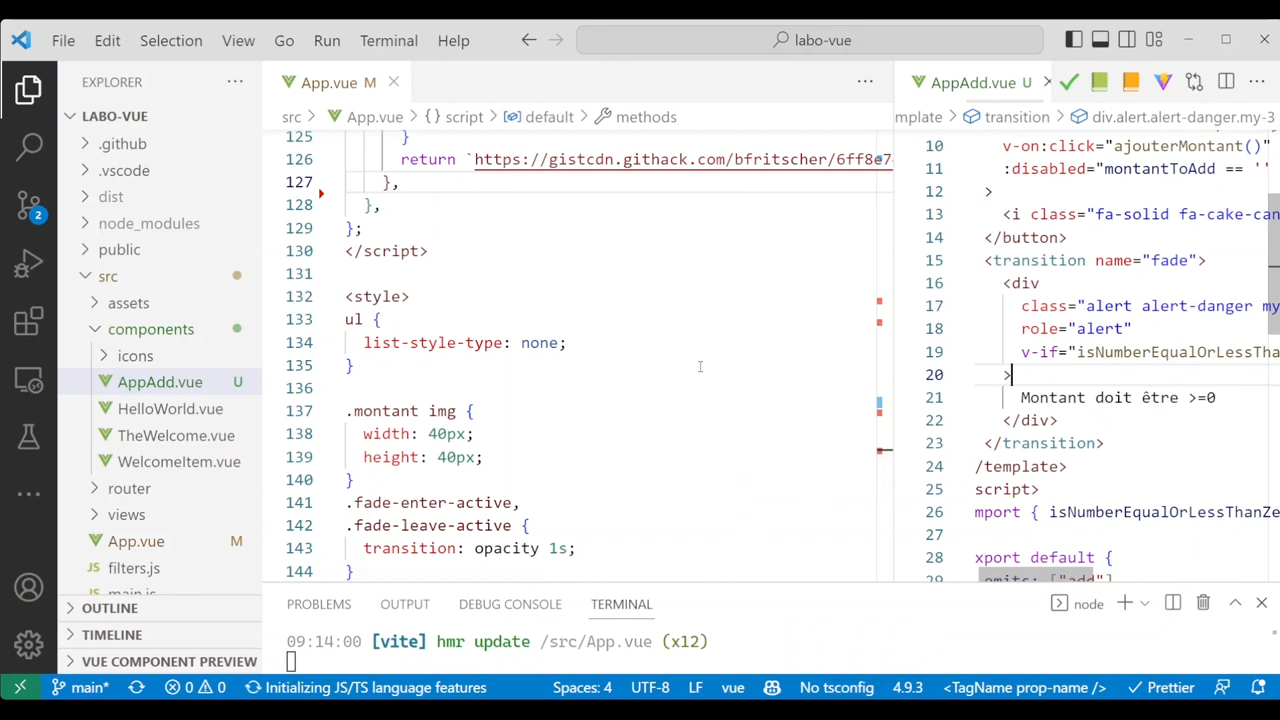 File Edit Selection View Go Run Terminal Help labo-vue
EXPLORER
LABO-VUE
.github
.vscode
dist
node_modules
public
src
assets
components
icons
AppAdd.vue U
HelloWorld.vue
TheWelcome.vue
WelcomeItem.vue
router
views
App.vue M
filters.js
OUTLINE
TIMELINE
VUE COMPONENT PREVIEW
App.vue M
src > App.vue > {} script > default > methods
125 }
126 return `https://gistcdn.githack.com/bfritscher/6ff8e7
127 },
128 },
129 };
130 </script>
131
132 <style>
133 ul {
134 list-style-type: none;
135 }
136
137 .montant img {
138 width: 40px;
139 height: 40px;
140 }
141 .fade-enter-active,
142 .fade-leave-active {
143 transition: opacity 1s;
144 }
AppAdd.vue U
mplate > transition > div.alert.alert-danger.my-3
10 v-on:click="ajouterMontant()"
11 :disabled="montantToAdd == ''
12 >
13 <i class="fa-solid fa-cake-can
14 </button>
15 <transition name="fade">
16 <div
17 class="alert alert-danger my
18 role="alert"
19 v-if="isNumberEqualOrLessTha
20 >
21 Montant doit être >=0
22 </div>
23 </transition>
24 /template>
25 script>
26 mport { isNumberEqualOrLessThanZe
27
28 xport default {
29 emits: ["add"]
PROBLEMS OUTPUT DEBUG CONSOLE TERMINAL
node
09:14:00 [vite] hmr update /src/App.vue (x12)
main* 0 0 Initializing JS/TS language features Spaces: 4 UTF-8 LF vue No tsconfig 4.9.3 <TagName prop-name /> Prettier